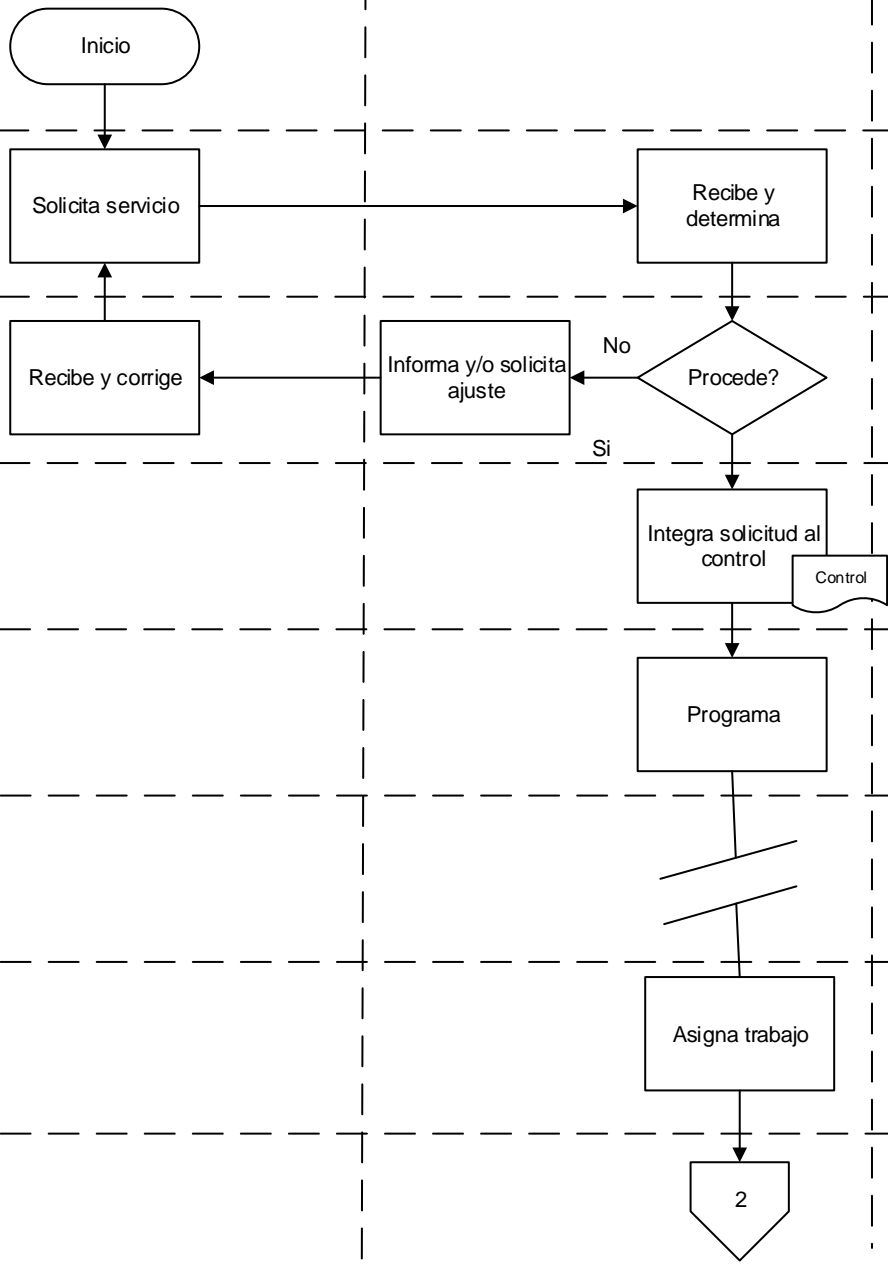 Inicio
Solicita servicio
Recibe y
determina
Recibe y corrige
Informa y/o solicita
ajuste
No
Procede?
Si
Integra solicitud al
control
Control
Programa
Asigna trabajo
2